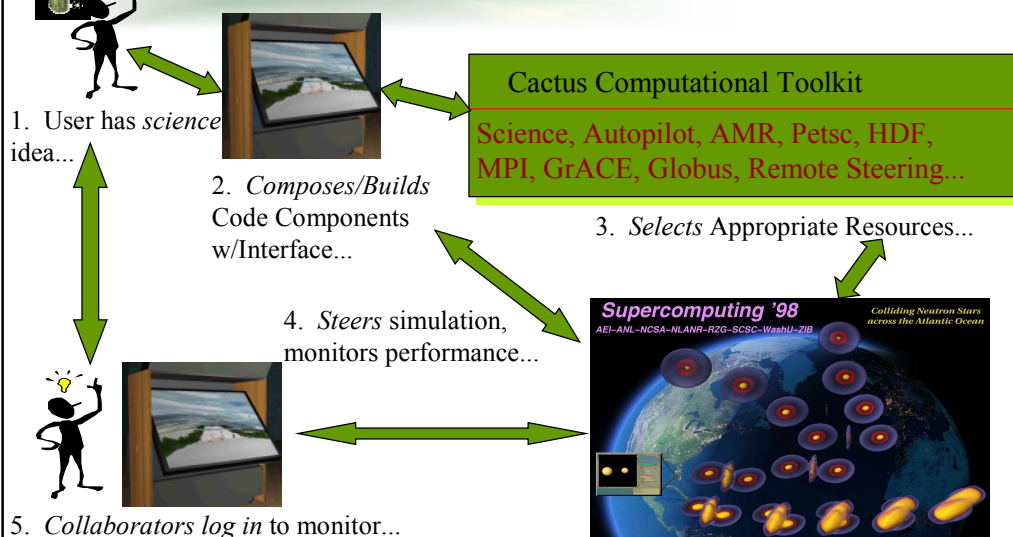 Cactus Computational Toolkit
Science, Autopilot, AMR, Petsc, HDF,
MPI, GrACE, Globus, Remote Steering...
1. User has science
idea...
2. Composes/Builds
Code Components
w/Interface...
3. Selects Appropriate Resources...
4. Steers simulation,
monitors performance...
Supercomputing '98
AEI-ANL-NCSA-NLANR-RZG-SCSC-WashU-ZIB
Colliding Neutron Stars
across the Atlantic Ocean
5. Collaborators log in to monitor...